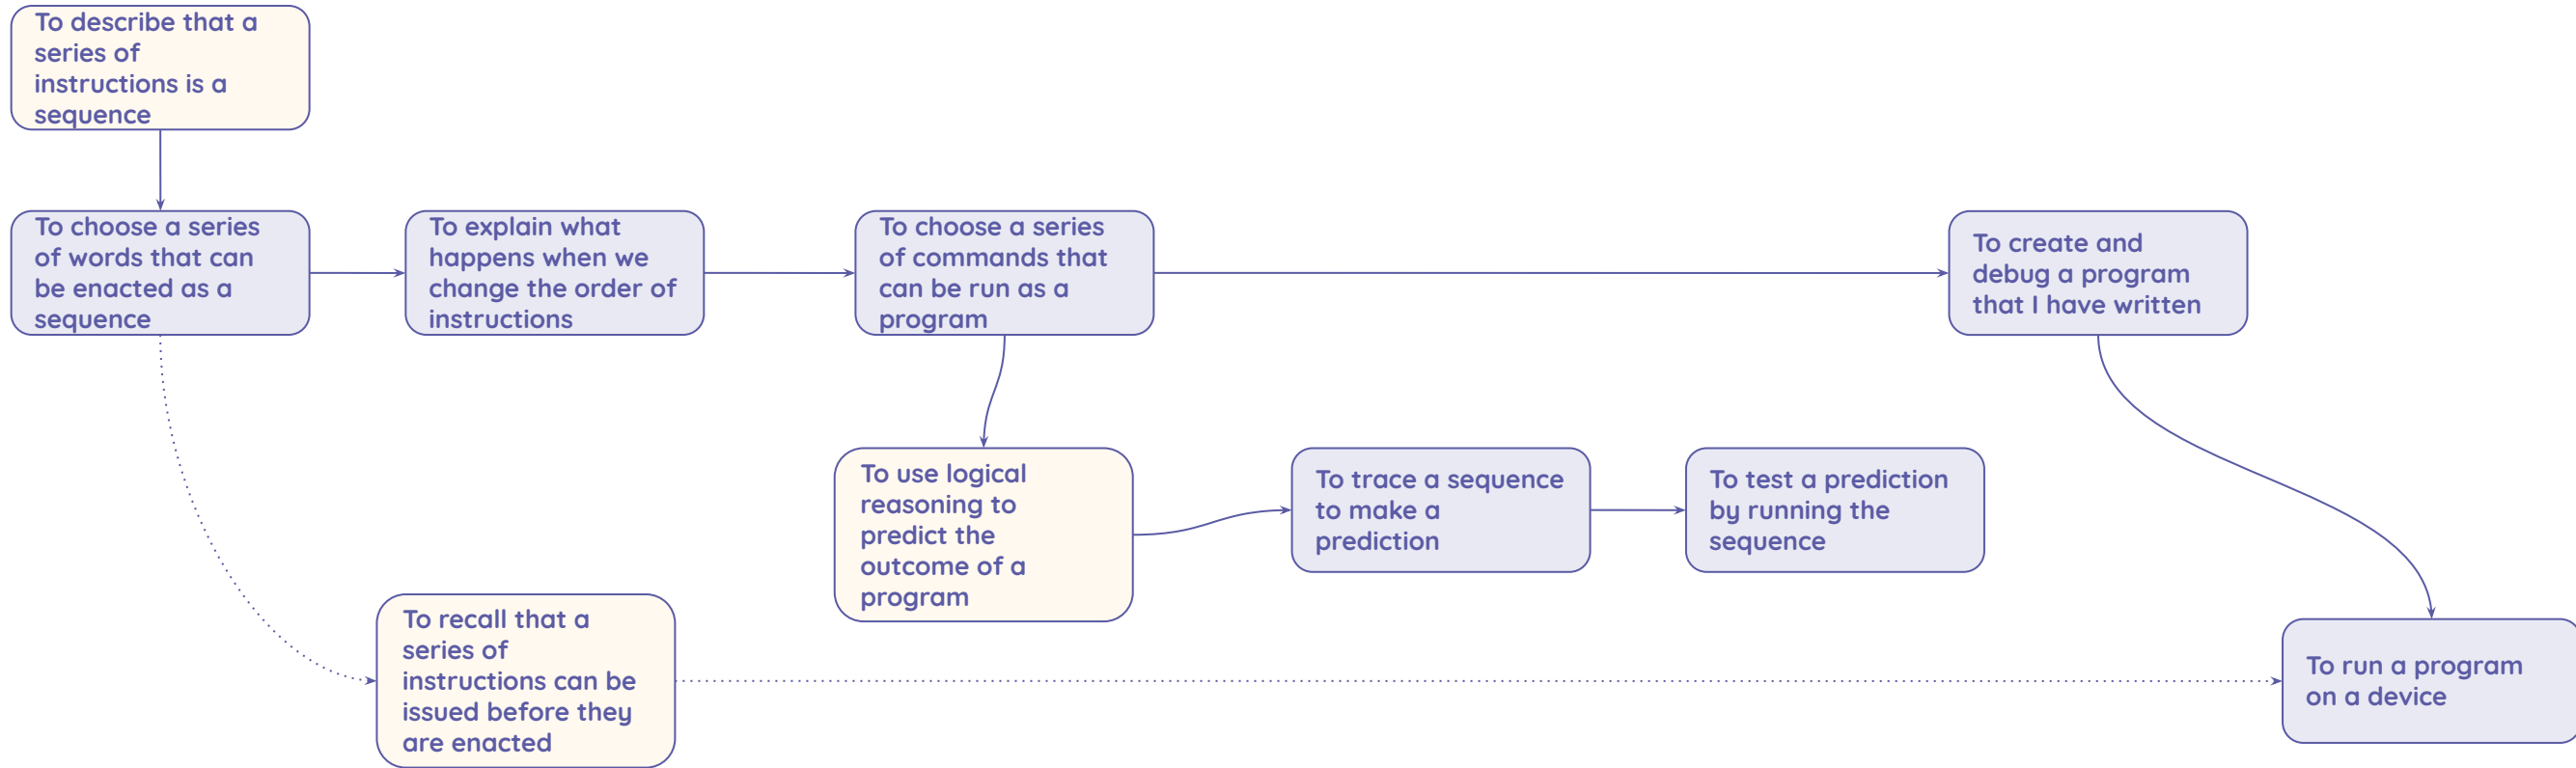 To describe that a
series of
instructions is a
sequence
To choose a series
of words that can
be enacted as a
sequence
To explain what
happens when we
change the order of
instructions
To choose a series
of commands that
can be run as a
program
To create and
debug a program
that I have written
To use logical
reasoning to
predict the
outcome of a
program
To trace a sequence
to make a
prediction
To test a prediction
by running the
sequence
To recall that a
series of
instructions can be
issued before they
are enacted
To run a program
on a device